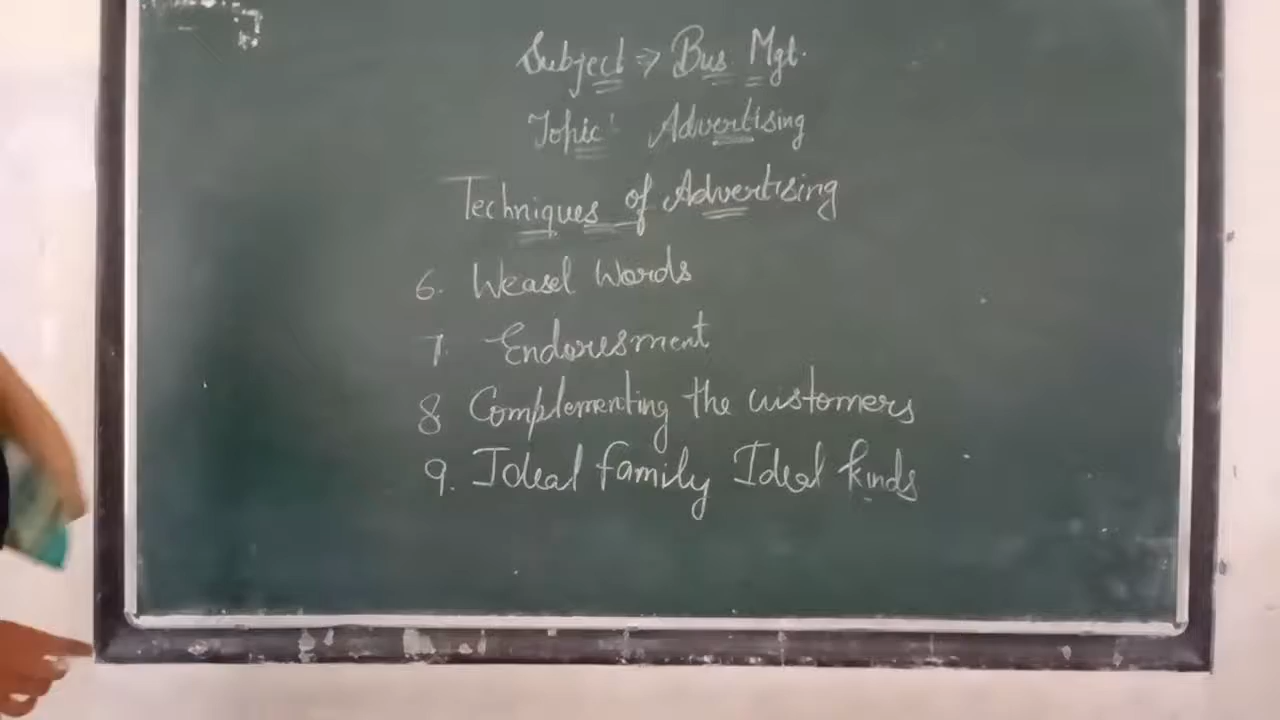 Subject => Bus Mgt.
Topic' Advertising
Techniques of Advertising
6. Weasel Words
7. Endoresment
8 Complementing the customers
9. Ideal family Ideal kinds